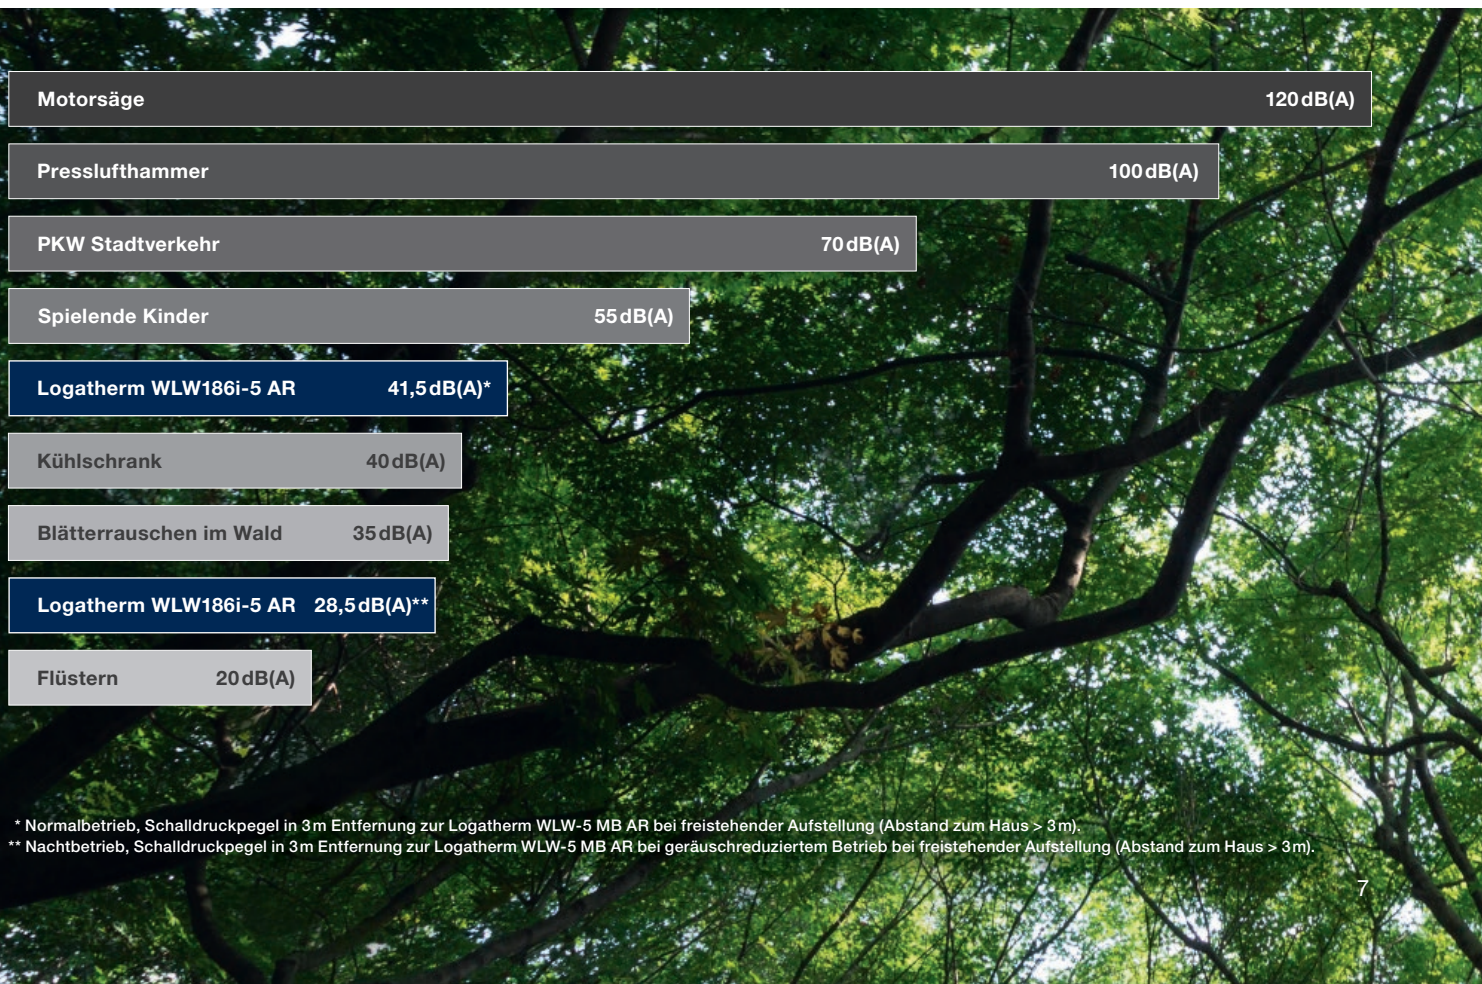 Motorsäge 120 dB(A)
Presslufthammer 100 dB(A)
PKW Stadtverkehr 70 dB(A)
Spielende Kinder 55 dB(A)
Logatherm WLW186i-5 AR 41,5 dB(A)*
Kühlschrank 40 dB(A)
Blätterrauschen im Wald 35 dB(A)
Logatherm WLW186i-5 AR 28,5 dB(A)**
Flüstern 20 dB(A)
* Normalbetrieb, Schalldruckpegel in 3 m Entfernung zur Logatherm WLW-5 MB AR bei freistehender Aufstellung (Abstand zum Haus > 3 m).
** Nachtbetrieb, Schalldruckpegel in 3 m Entfernung zur Logatherm WLW-5 MB AR bei geräuschreduziertem Betrieb bei freistehender Aufstellung (Abstand zum Haus > 3 m).
7